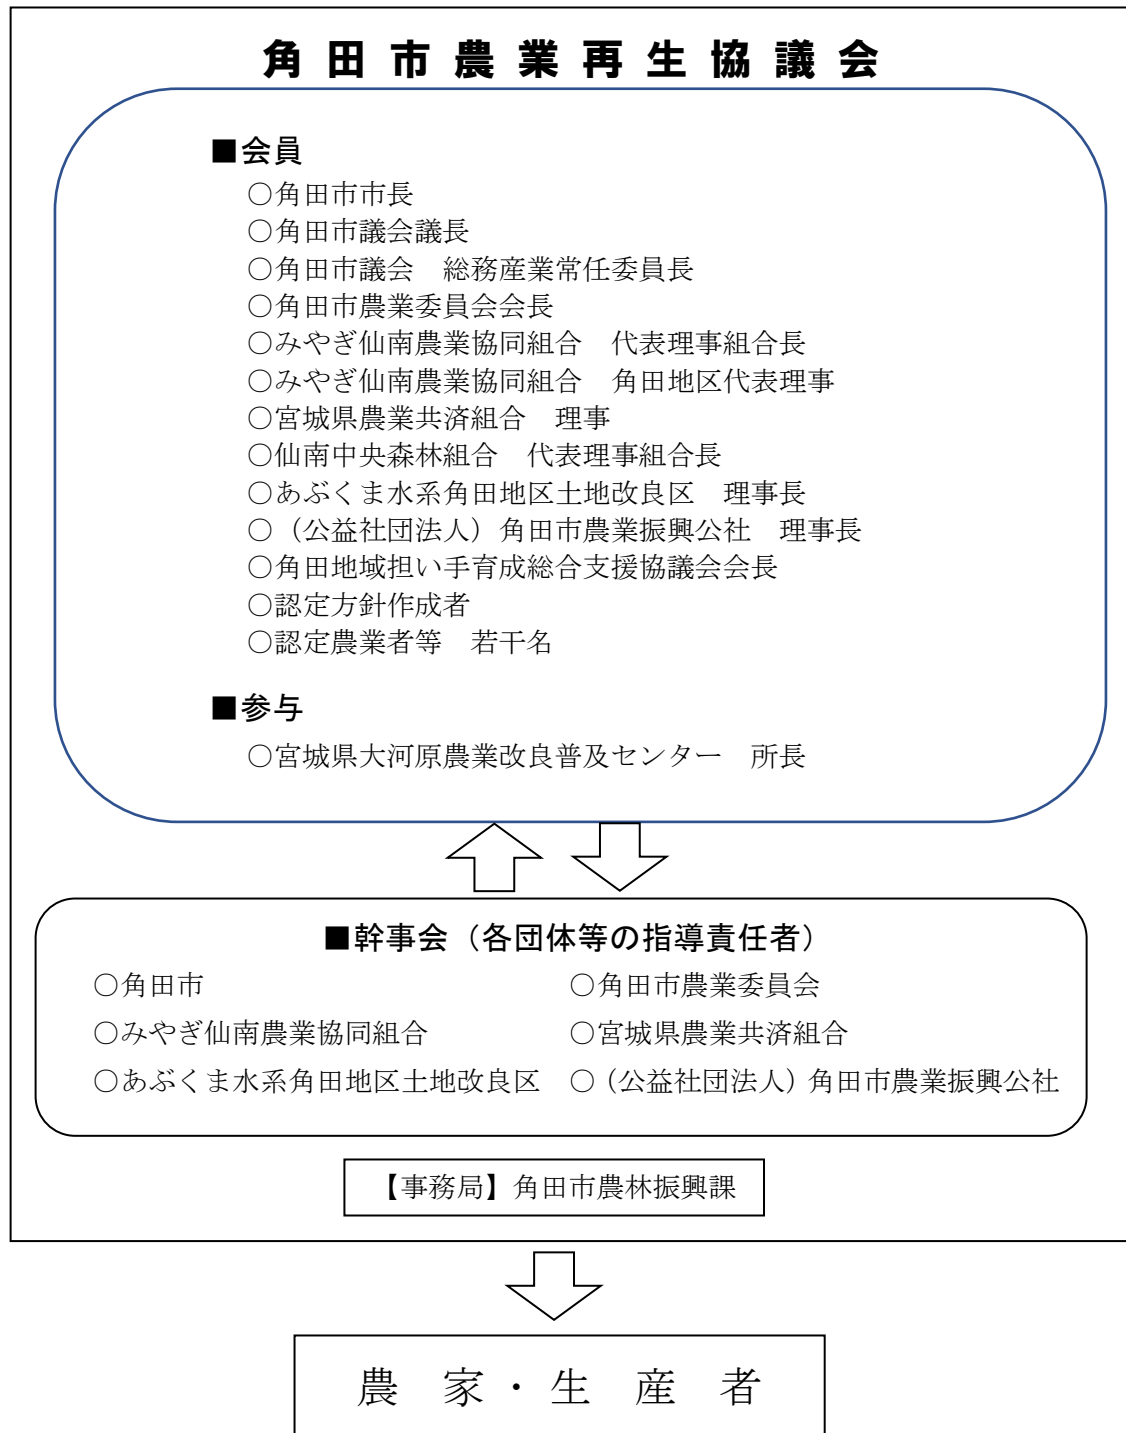 角田市農業再生協議会
■会員
○角田市市長
○角田市議会議長
○角田市議会　総務産業常任委員長
○角田市農業委員会会長
○みやぎ仙南農業協同組合　代表理事組合長
○みやぎ仙南農業協同組合　角田地区代表理事
○宮城県農業共済組合　理事
○仙南中央森林組合　代表理事組合長
○あぶくま水系角田地区土地改良区　理事長
○（公益社団法人）角田市農業振興公社　理事長
○角田地域担い手育成総合支援協議会会長
○認定方針作成者
○認定農業者等　若干名
■参与
○宮城県大河原農業改良普及センター　所長
■幹事会（各団体等の指導責任者）
○角田市　○角田市農業委員会
○みやぎ仙南農業協同組合　○宮城県農業共済組合
○あぶくま水系角田地区土地改良区　○（公益社団法人）角田市農業振興公社
【事務局】角田市農林振興課
農　家・生　産　者